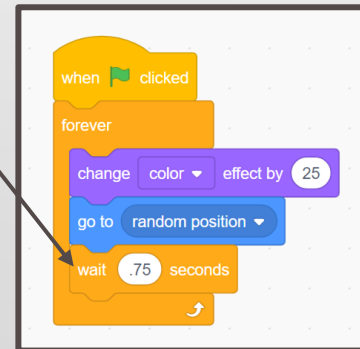 when clicked
forever
change color effect by 25
go to random position
wait .75 seconds